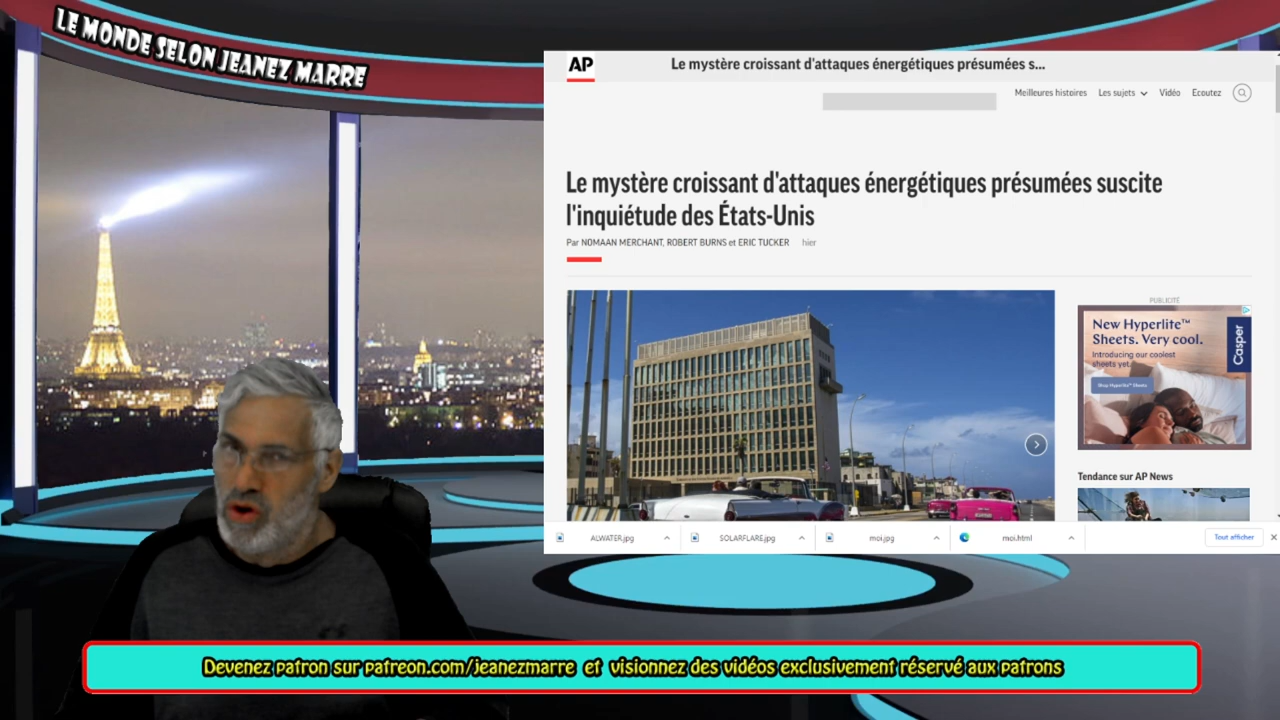 LE MONDE SELON JEANEZ MARRE
AP
Le mystère croissant d'attaques énergétiques présumées s...
Meilleures histoires
Les sujets
Vidéo
Ecoutez
Le mystère croissant d'attaques énergétiques présumées suscite
l'inquiétude des États-Unis
Par NOMAAN MERCHANT, ROBERT BURNS et ERIC TUCKER
hier
PUBLICITÉ
New Hyperlite™
Sheets. Very cool.
Introducing our coolest
sheets yet.
Shop Hyperlite™ Sheets
Casper
Tendance sur AP News
ALWATER.jpg
SOLARFLARE.jpg
moi.jpg
moi.html
Tout afficher
Devenez patron sur patreon.com/jeanezmarre et visionnez des vidéos exclusivement réservé aux patrons